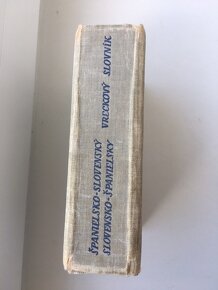 ŠPANIELSKO-SLOVENSKÝ
SLOVENSKO-ŠPANIELSKY
VRECKOVÝ SLOVNÍK